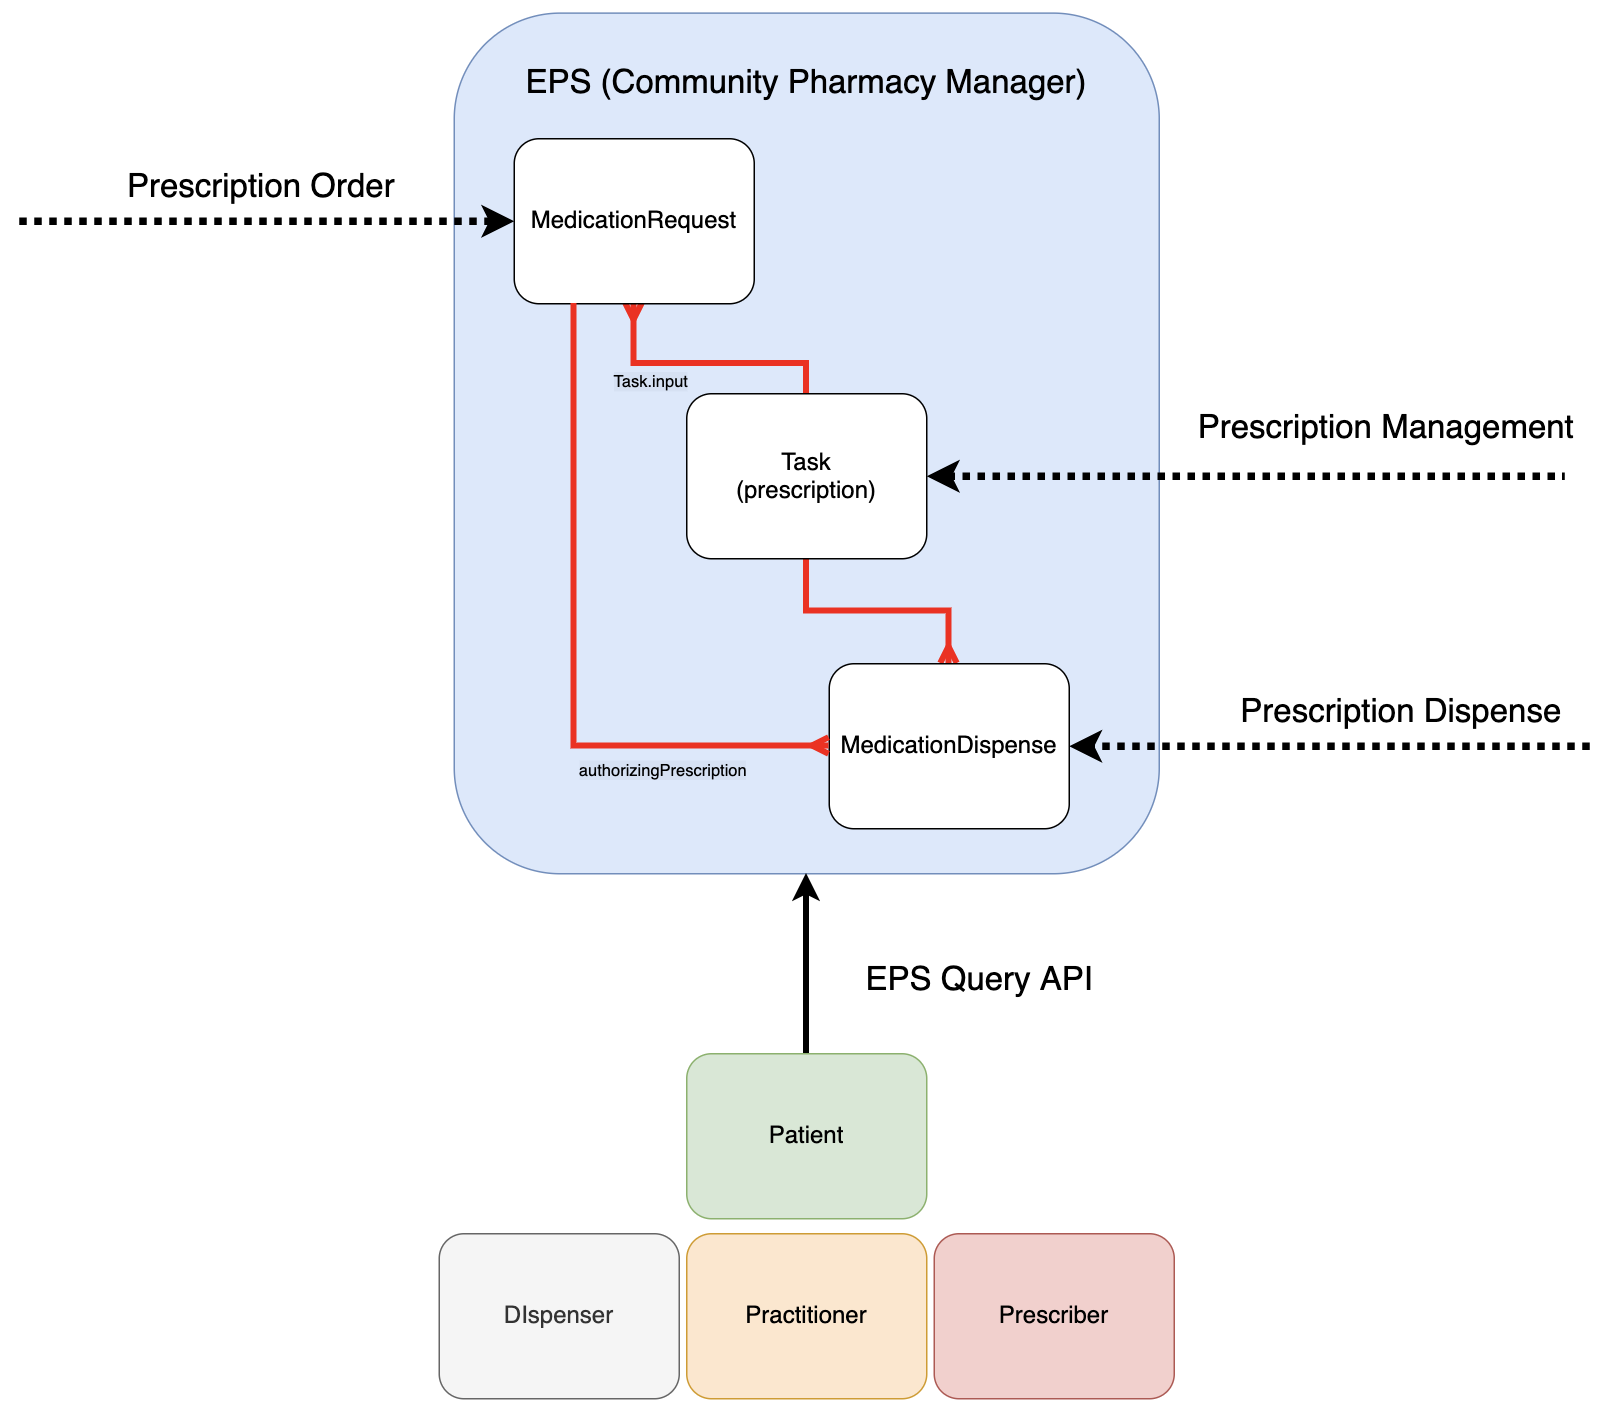 EPS (Community Pharmacy Manager)
Prescription Order
MedicationRequest
Task.input
Prescription Management
Task
(prescription)
Prescription Dispense
MedicationDispense
authorizingPrescription
EPS Query API
Patient
DIspenser
Practitioner
Prescriber